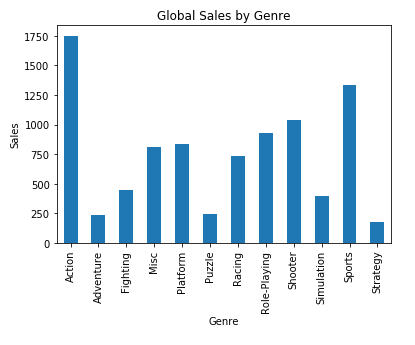 Global Sales by Genre
Sales
1750
1500
1250
1000
750
500
250
0
Action
Adventure
Fighting
Misc
Platform
Puzzle
Racing
Role-Playing
Shooter
Simulation
Sports
Strategy
Genre